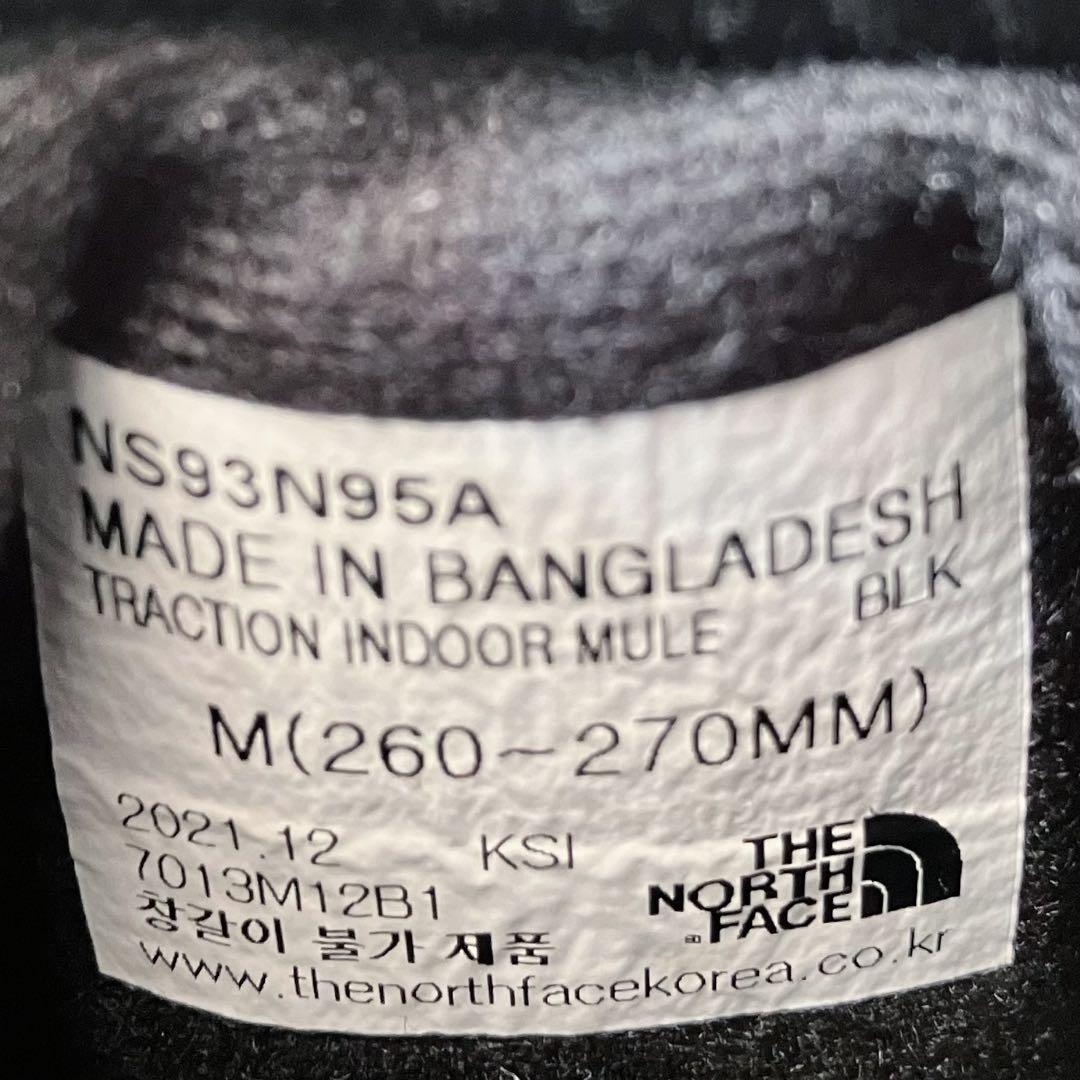 NS93N95A
MADE IN BANGLADESH
TRACTION INDOOR MULE BLK
M(260~270MM)
2021.12 KSI
7013M12B1
창갈이 불가 제품
THE
NORTH
FACE
www.thenorthfacekorea.co.kr